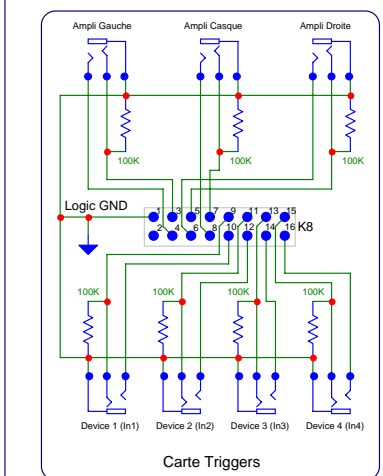 Ampli Gauche Ampli Casque Ampli Droite
100K 100K 100K
Logic GND
1 3 5 7 9 11 13 15
2 4 6 8 10 12 14 16 K8
100K 100K 100K 100K
Device 1 (In1) Device 2 (In2) Device 3 (In3) Device 4 (In4)
Carte Triggers